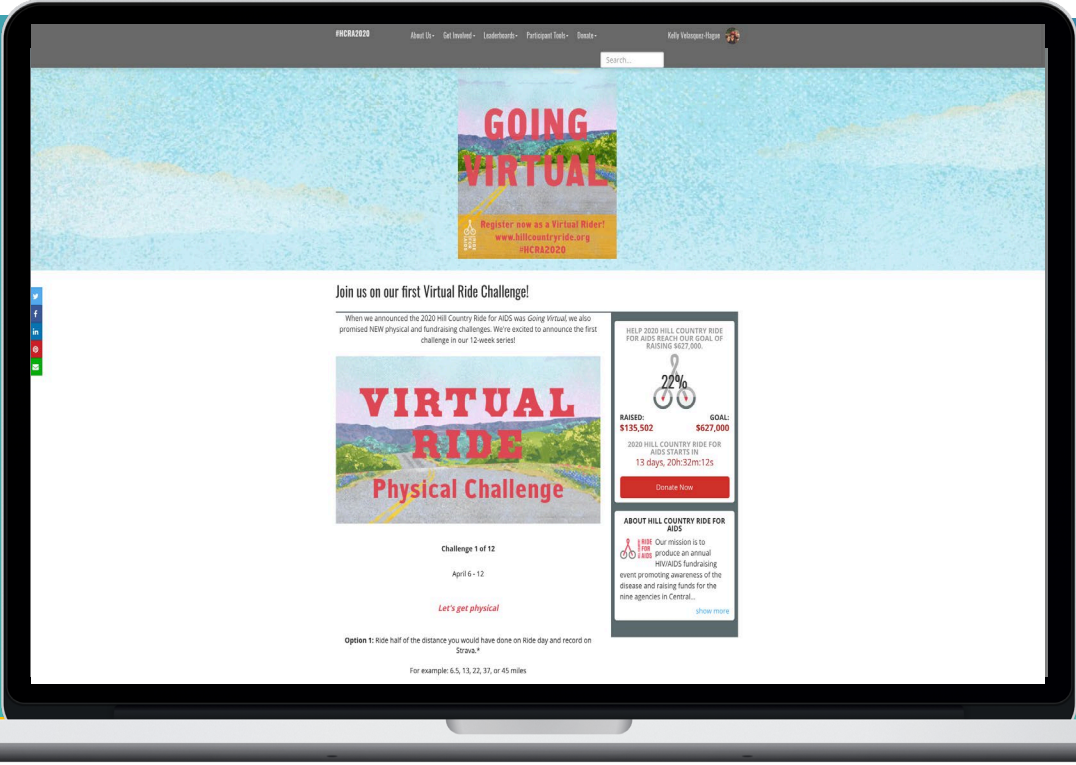 #HCRA2020 About Us Get Involved Leaderboards Participant Tools Donate Kelly Velasquez-Hagan
Search...
GOING
VIRTUAL
Register now as a Virtual Rider!
www.hillcountryride.org
#HCRA2020
Join us on our first Virtual Ride Challenge!
When we announced the 2020 Hill Country Ride for AIDS was Going Virtual, we also
promised NEW physical and fundraising challenges. We're excited to announce the first
challenge in our 12-week series!
VIRTUAL
RIDE
Physical Challenge
Challenge 1 of 12
April 6 - 12
Let's get physical
Option 1: Ride half of the distance you would have done on Ride day and record on
Strava.*
For example: 6.5, 13, 22, 37, or 45 miles
HELP 2020 HILL COUNTRY RIDE
FOR AIDS REACH OUR GOAL OF
RAISING $627,000.
22%
RAISED: GOAL:
$135,502 $627,000
2020 HILL COUNTRY RIDE FOR
AIDS STARTS IN
13 days, 20h:32m:12s
Donate Now
ABOUT HILL COUNTRY RIDE FOR
AIDS
RIDE
FOR
AIDS
Our mission is to
produce an annual
HIV/AIDS fundraising
event promoting awareness of the
disease and raising funds for the
nine agencies in Central...
show more